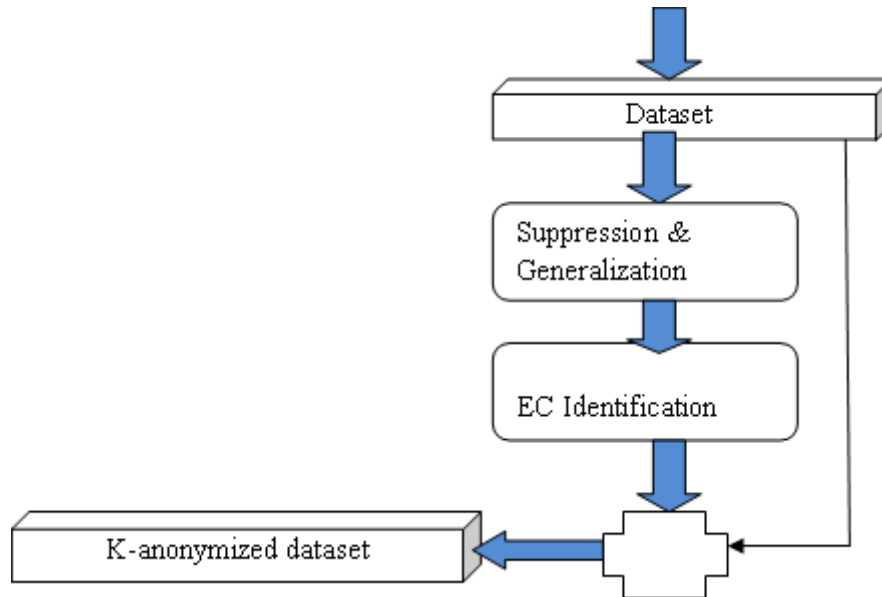 Dataset
Suppression &
Generalization
EC Identification
K-anonymized dataset